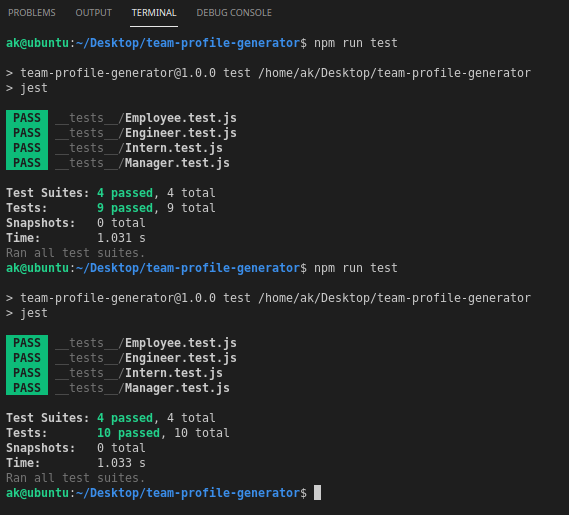 PROBLEMS OUTPUT TERMINAL DEBUG CONSOLE
ak@ubuntu:~/Desktop/team-profile-generator$ npm run test
> team-profile-generator@1.0.0 test /home/ak/Desktop/team-profile-generator
> jest
PASS __tests__/Employee.test.js
PASS __tests__/Engineer.test.js
PASS __tests__/Intern.test.js
PASS __tests__/Manager.test.js
Test Suites: 4 passed, 4 total
Tests: 9 passed, 9 total
Snapshots: 0 total
Time: 1.031 s
Ran all test suites.
ak@ubuntu:~/Desktop/team-profile-generator$ npm run test
> team-profile-generator@1.0.0 test /home/ak/Desktop/team-profile-generator
> jest
PASS __tests__/Employee.test.js
PASS __tests__/Engineer.test.js
PASS __tests__/Intern.test.js
PASS __tests__/Manager.test.js
Test Suites: 4 passed, 4 total
Tests: 10 passed, 10 total
Snapshots: 0 total
Time: 1.033 s
Ran all test suites.
ak@ubuntu:~/Desktop/team-profile-generator$